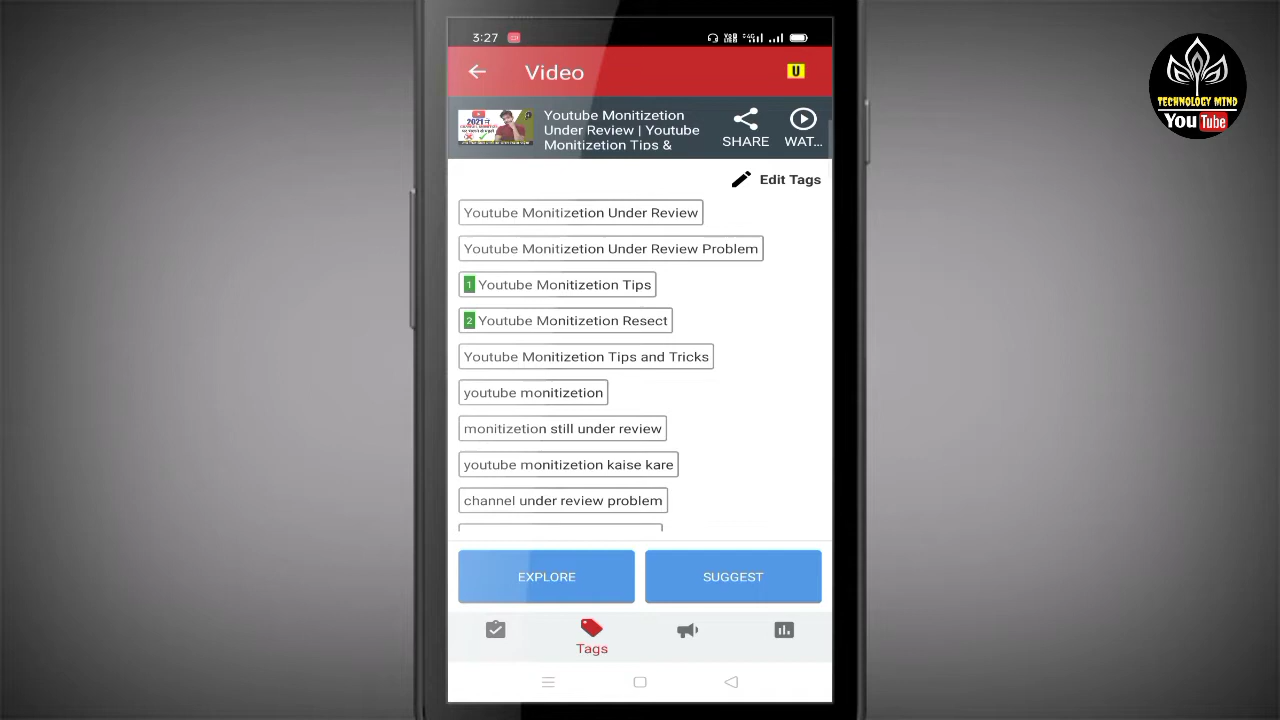 3:27
Video
U
TECHNOLOGY MIND
YouTube
2021 में
Youtube Monitizetion
Under Review | Youtube
Monitizetion Tips &
SHARE
WAT...
Edit Tags
Youtube Monitizetion Under Review
Youtube Monitizetion Under Review Problem
1 Youtube Monitizetion Tips
2 Youtube Monitizetion Resect
Youtube Monitizetion Tips and Tricks
youtube monitizetion
monitizetion still under review
youtube monitizetion kaise kare
channel under review problem
EXPLORE
SUGGEST
Tags